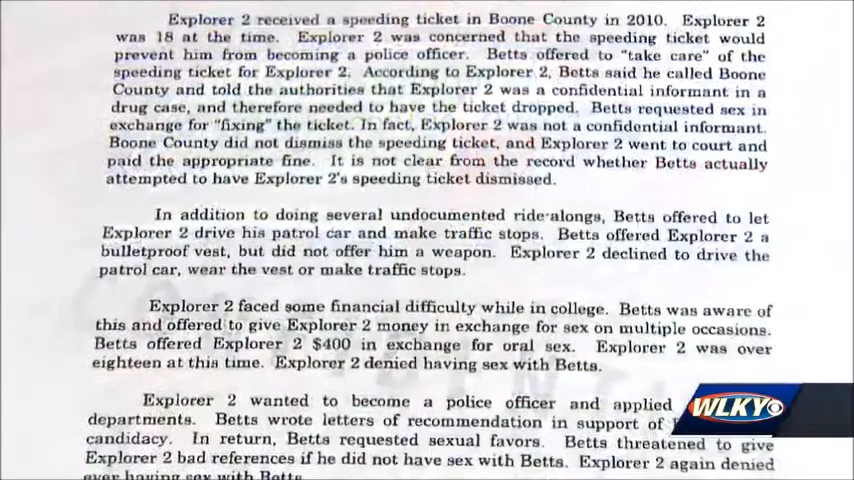 Explorer 2 received a speeding ticket in Boone County in 2010. Explorer 2
was 18 at the time. Explorer 2 was concerned that the speeding ticket would
prevent him from becoming a police officer. Betts offered to "take care" of the
speeding ticket for Explorer 2. According to Explorer 2, Betts said he called Boone
County and told the authorities that Explorer 2 was a confidential informant in a
drug case, and therefore needed to have the ticket dropped. Betts requested sex in
exchange for "fixing" the ticket. In fact, Explorer 2 was not a confidential informant.
Boone County did not dismiss the speeding ticket, and Explorer 2 went to court and
paid the appropriate fine. It is not clear from the record whether Betts actually
attempted to have Explorer 2's speeding ticket dismissed.
In addition to doing several undocumented ride-alongs, Betts offered to let
Explorer 2 drive his patrol car and make traffic stops. Betts offered Explorer 2 a
bulletproof vest, but did not offer him a weapon. Explorer 2 declined to drive the
patrol car, wear the vest or make traffic stops.
Explorer 2 faced some financial difficulty while in college. Betts was aware of
this and offered to give Explorer 2 money in exchange for sex on multiple occasions.
Betts offered Explorer 2 $400 in exchange for oral sex. Explorer 2 was over
eighteen at this time. Explorer 2 denied having sex with Betts.
Explorer 2 wanted to become a police officer and applied
departments. Betts wrote letters of recommendation in support of
candidacy. In return, Betts requested sexual favors. Betts threatened to give
Explorer 2 bad references if he did not have sex with Betts. Explorer 2 again denied
ever having sex with Betts.
WLKY